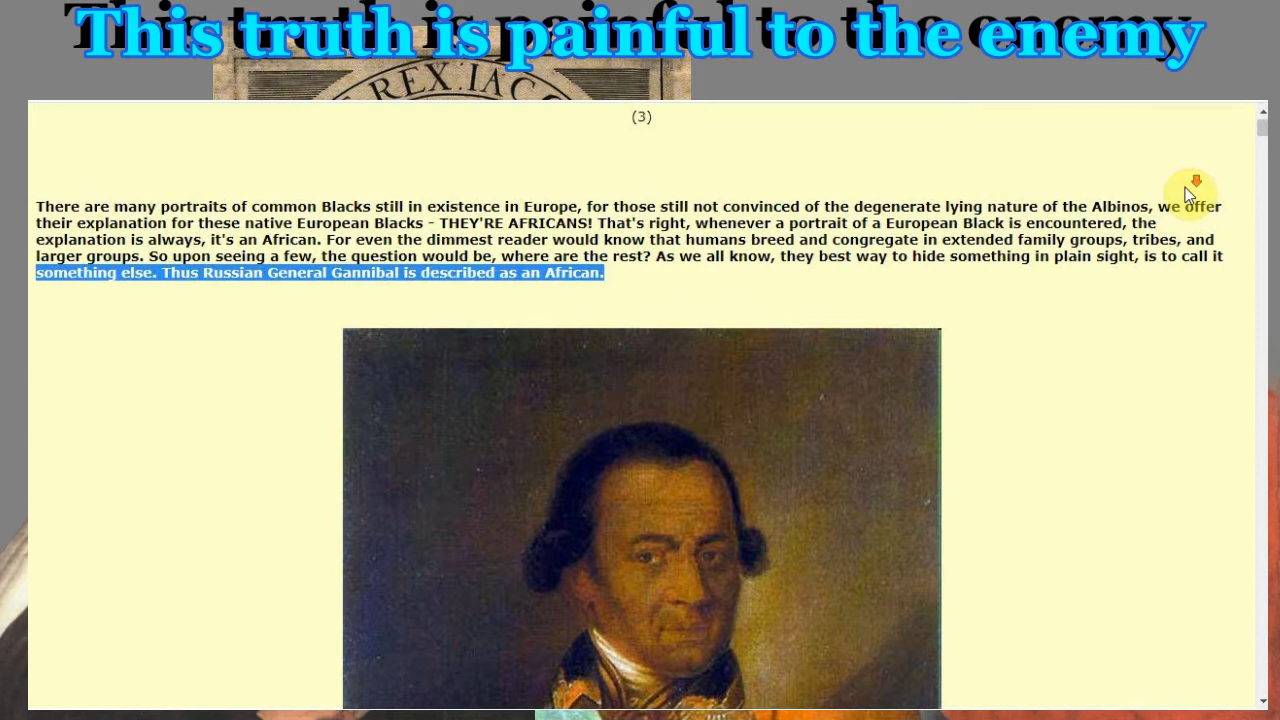 This truth is painful to the enemy
REX.IACO
(3)
There are many portraits of common Blacks still in existence in Europe, for those still not convinced of the degenerate lying nature of the Albinos, we offer
their explanation for these native European Blacks - THEY'RE AFRICANS! That's right, whenever a portrait of a European Black is encountered, the
explanation is always, it's an African. For even the dimmest reader would know that humans breed and congregate in extended family groups, tribes, and
larger groups. So upon seeing a few, the question would be, where are the rest? As we all know, they best way to hide something in plain sight, is to call it
something else. Thus Russian General Gannibal is described as an African.